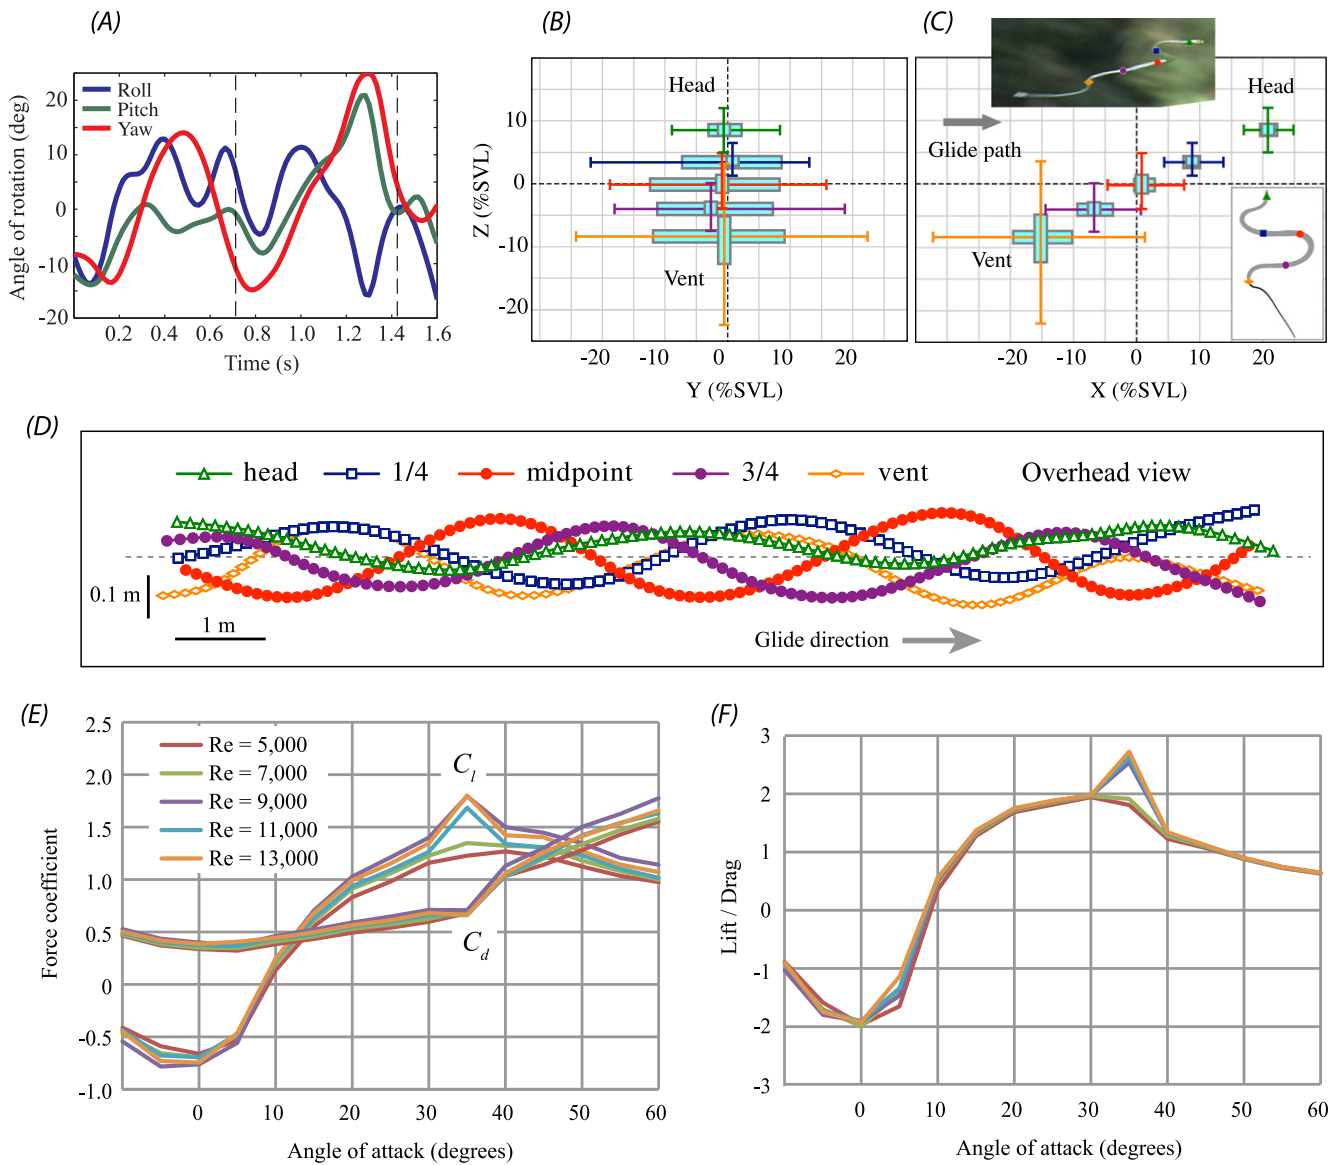 (A)
Angle of rotation (deg)
20
10
0
-10
-20
Roll
Pitch
Yaw
0.2 0.4 0.6 0.8 1.0 1.2 1.4 1.6
Time (s)
(B)
Z (%SVL)
10
0
-10
-20
Head
Vent
-20 -10 0 10 20
Y (%SVL)
(C)
Head
Glide path
Vent
-20 -10 0 10 20
X (%SVL)
(D)
head 1/4 midpoint 3/4 vent Overhead view
0.1 m
1 m
Glide direction
(E)
Force coefficient
2.5
2.0
1.5
1.0
0.5
0
-0.5
-1.0
Re = 5,000
Re = 7,000
Re = 9,000
Re = 11,000
Re = 13,000
Cl
Cd
0 10 20 30 40 50 60
Angle of attack (degrees)
(F)
Lift / Drag
3
2
1
0
-1
-2
-3
0 10 20 30 40 50 60
Angle of attack (degrees)